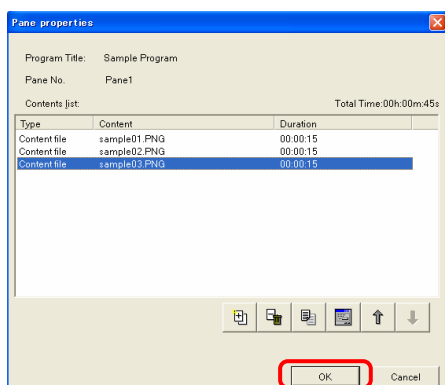 Pane properties
Program Title: Sample Program
Pane No. Pane1
Contents list: Total Time:00h:00m:45s
Type Content Duration
Content file sample01.PNG 00:00:15
Content file sample02.PNG 00:00:15
Content file sample03.PNG 00:00:15
OK Cancel